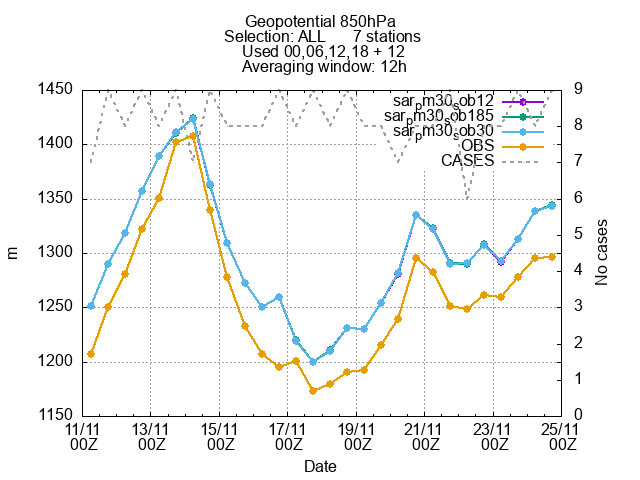 Geopotential 850hPa
Selection: ALL 7 stations
Used 00,06,12,18 + 12
Averaging window: 12h
1450
1400
1350
1300
1250
1200
1150
m
9
8
7
6
5
4
3
2
1
0
No cases
sarpm30sob12
sarpm30sob185
sarpm30sob30
OBS
CASES
11/11 13/11 15/11 17/11 19/11 21/11 23/11 25/11
00Z 00Z 00Z 00Z 00Z 00Z 00Z 00Z
Date